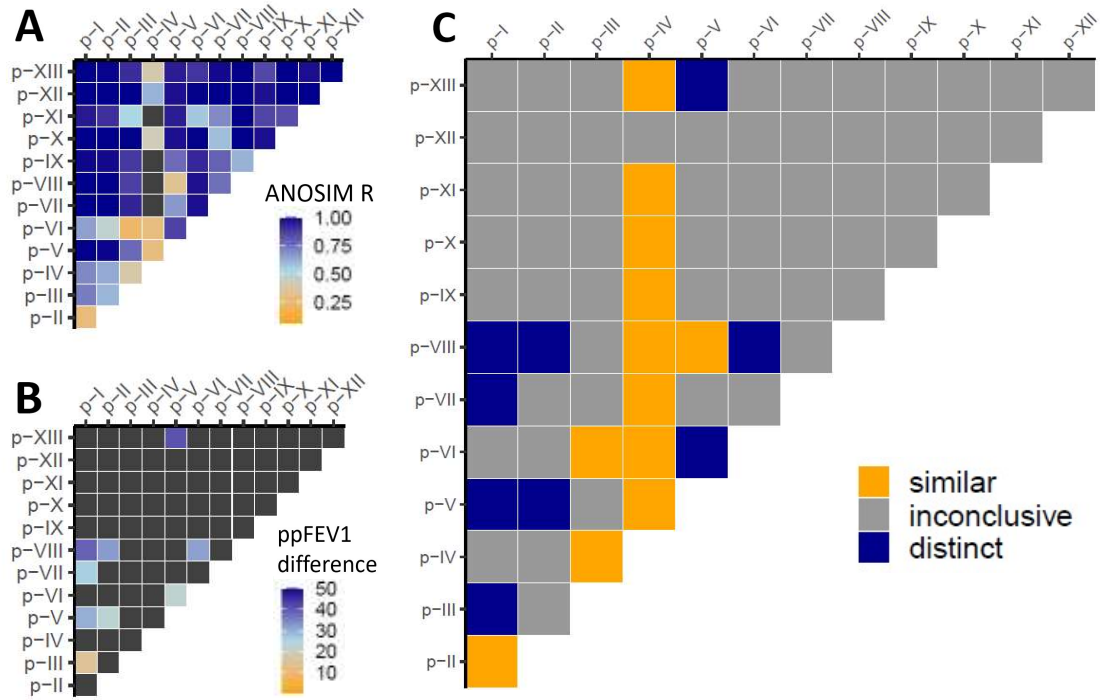 A
p-I
p-II
p-III
p-IV
p-V
p-VI
p-VII
p-VIII
p-IX
p-X
p-XI
p-XII
p-XIII
p-XII
p-XI
p-X
p-IX
p-VIII
p-VII
p-VI
p-V
p-IV
p-III
p-II
ANOSIM R
1.00
0.75
0.50
0.25
B
p-I
p-II
p-III
p-IV
p-V
p-VI
p-VII
p-VIII
p-IX
p-X
p-XI
p-XII
p-XIII
p-XII
p-XI
p-X
p-IX
p-VIII
p-VII
p-VI
p-V
p-IV
p-III
p-II
ppFEV1
difference
50
40
30
20
10
C
p-I
p-II
p-III
p-IV
p-V
p-VI
p-VII
p-VIII
p-IX
p-X
p-XI
p-XII
p-XIII
p-XII
p-XI
p-X
p-IX
p-VIII
p-VII
p-VI
p-V
p-IV
p-III
p-II
similar
inconclusive
distinct